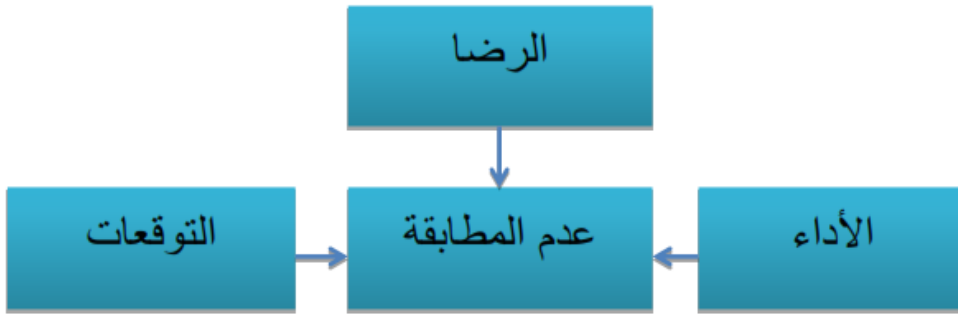 الرضا
الأداء
عدم المطابقة
التوقعات